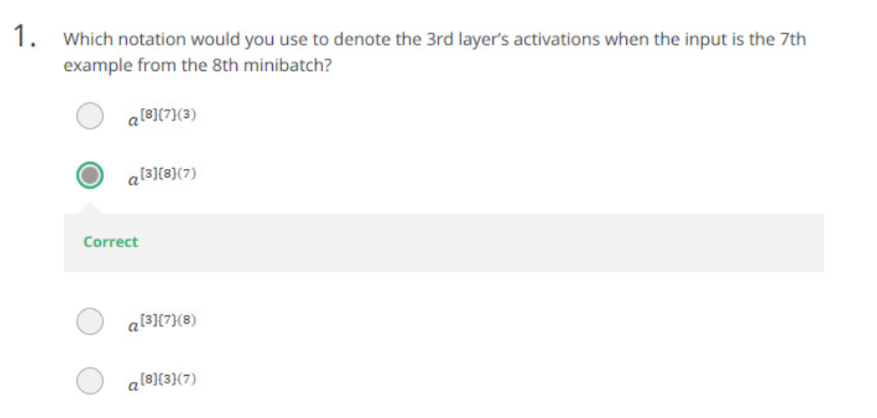 1. Which notation would you use to denote the 3rd layer's activations when the input is the 7th
example from the 8th minibatch?
a[8]{7}(3)
a[3]{8}(7)
Correct
a[3]{7}(8)
a[8]{3}(7)